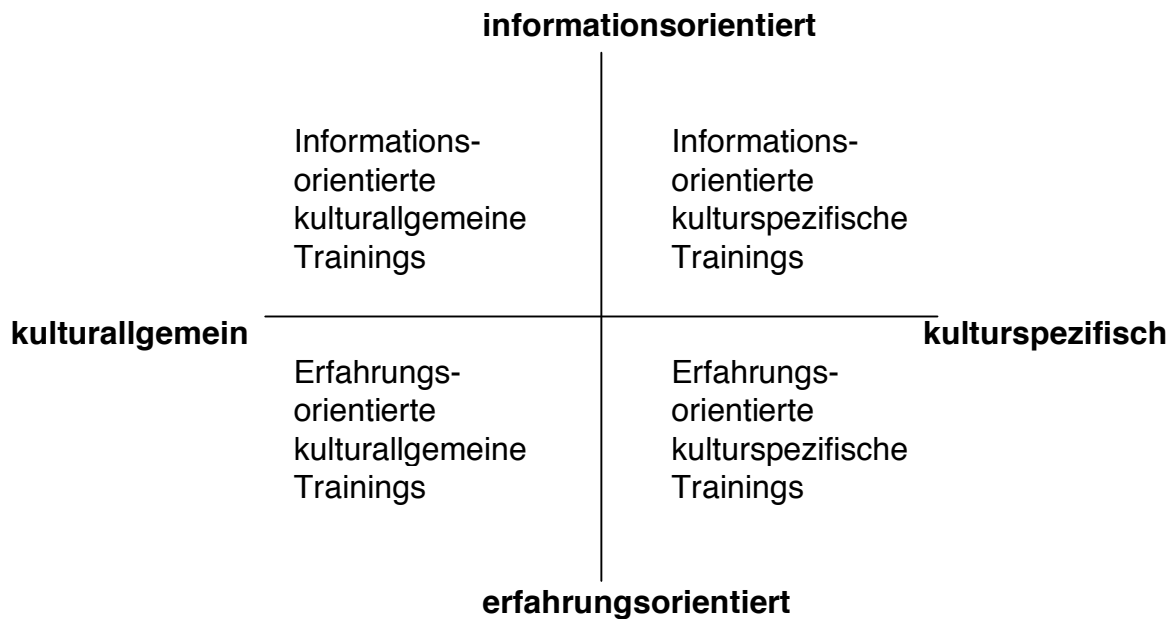 informationsorientiert
Informations-
orientierte
kulturallgemeine
Trainings
Informations-
orientierte
kulturspezifische
Trainings
kulturallgemein
kulturspezifisch
Erfahrungs-
orientierte
kulturallgemeine
Trainings
Erfahrungs-
orientierte
kulturspezifische
Trainings
erfahrungsorientiert